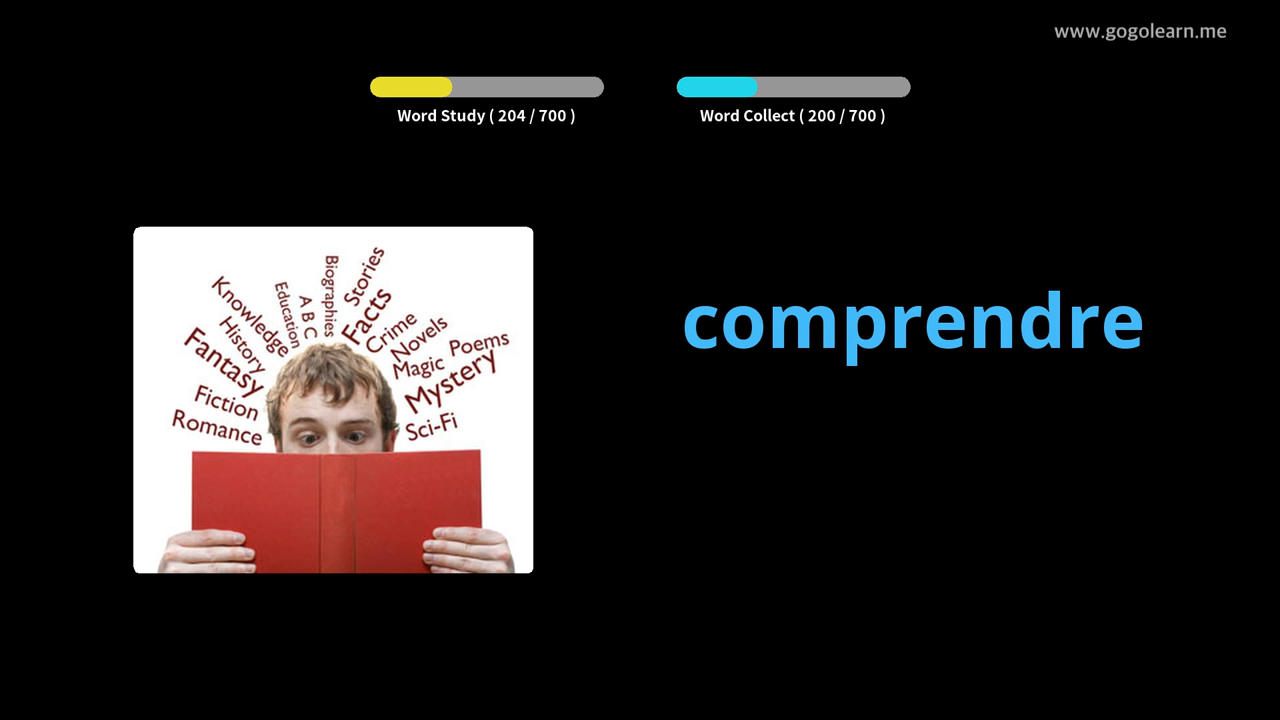 www.gogolearn.me
Word Study ( 204 / 700 )
Word Collect ( 200 / 700 )
Biographies
Stories
Education
A B C
Facts
Knowledge
History
Crime
Novels
Poems
Fantasy
Magic
Mystery
Fiction
Romance
Sci-Fi
comprendre